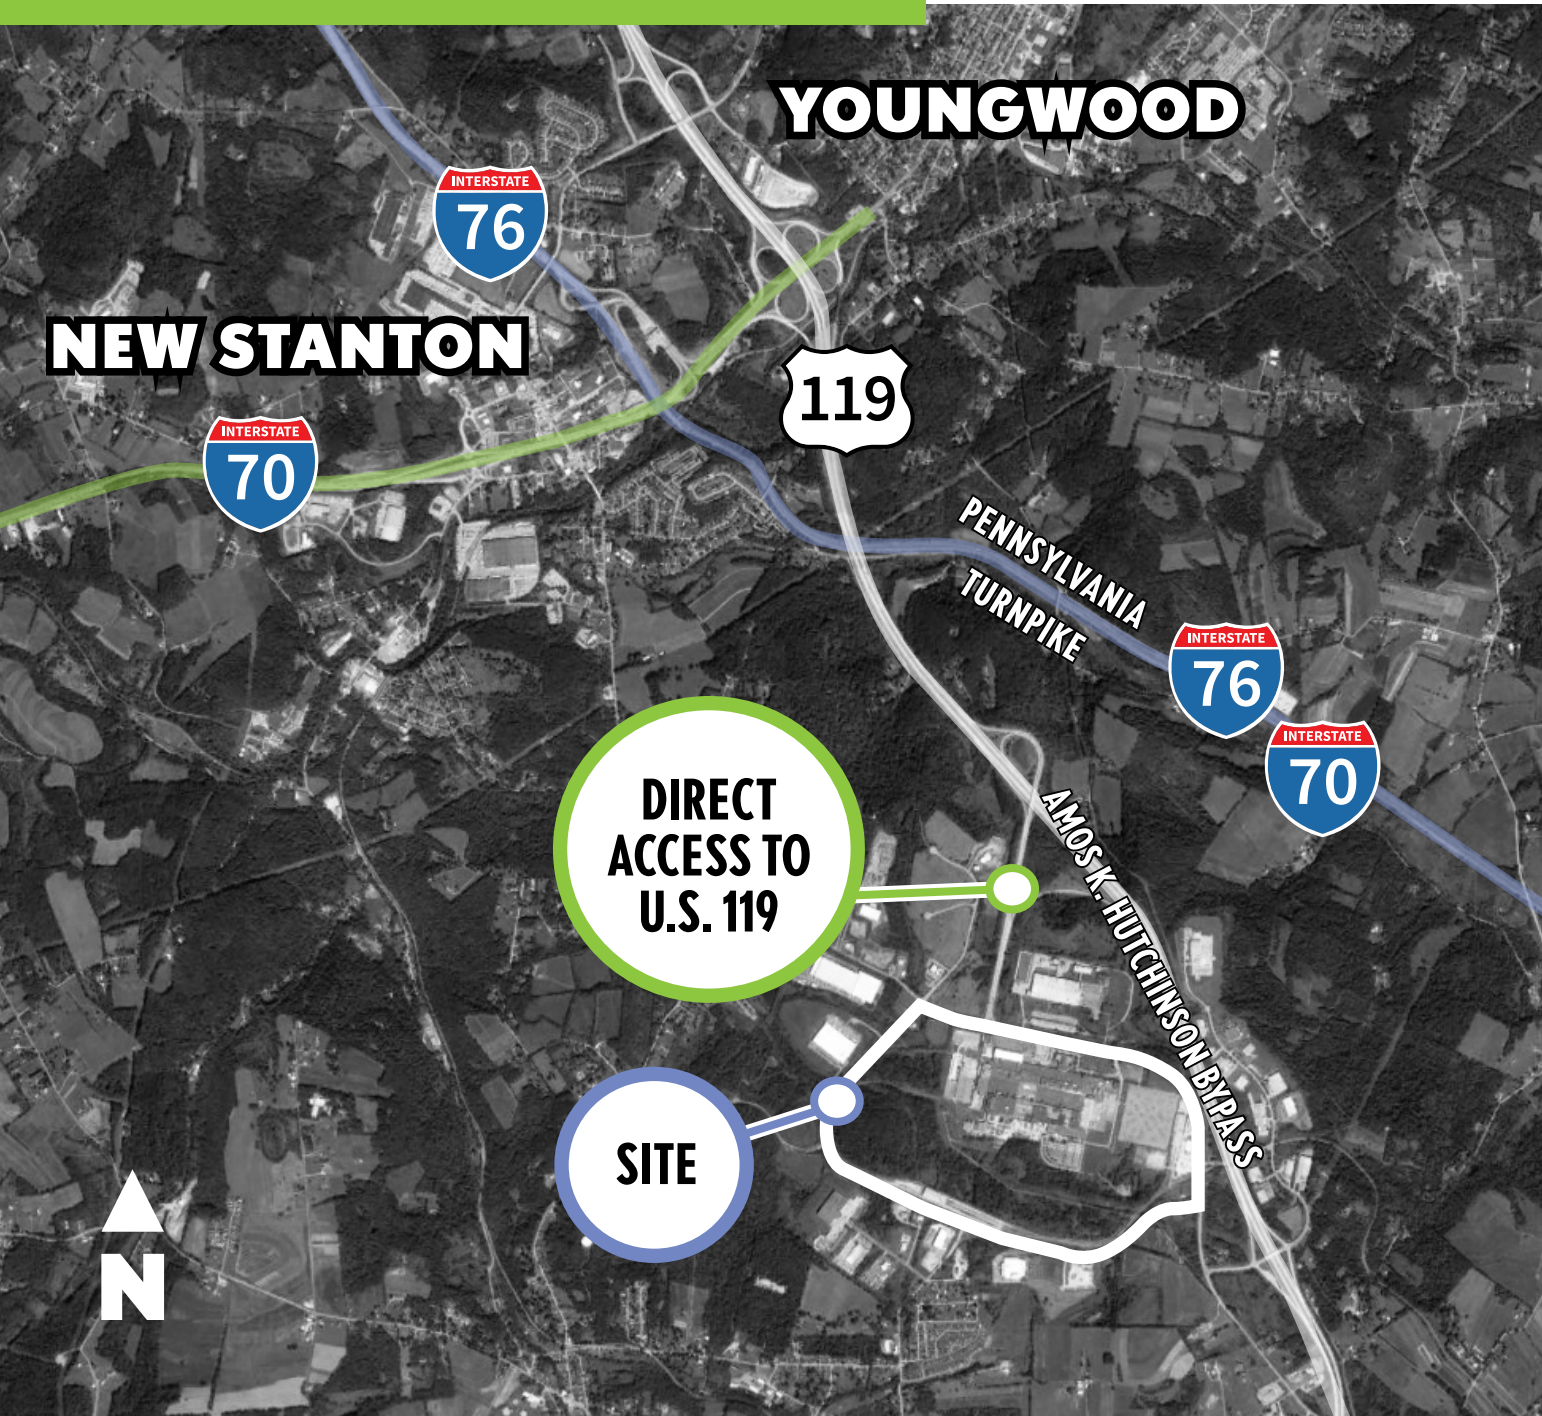 YOUNGWOOD
INTERSTATE
76
NEW STANTON
119
INTERSTATE
70
PENNSYLVANIA
TURNPIKE
INTERSTATE
76
INTERSTATE
70
DIRECT
ACCESS TO
U.S. 119
AMOS K. HUTCHINSON BYPASS
SITE
N